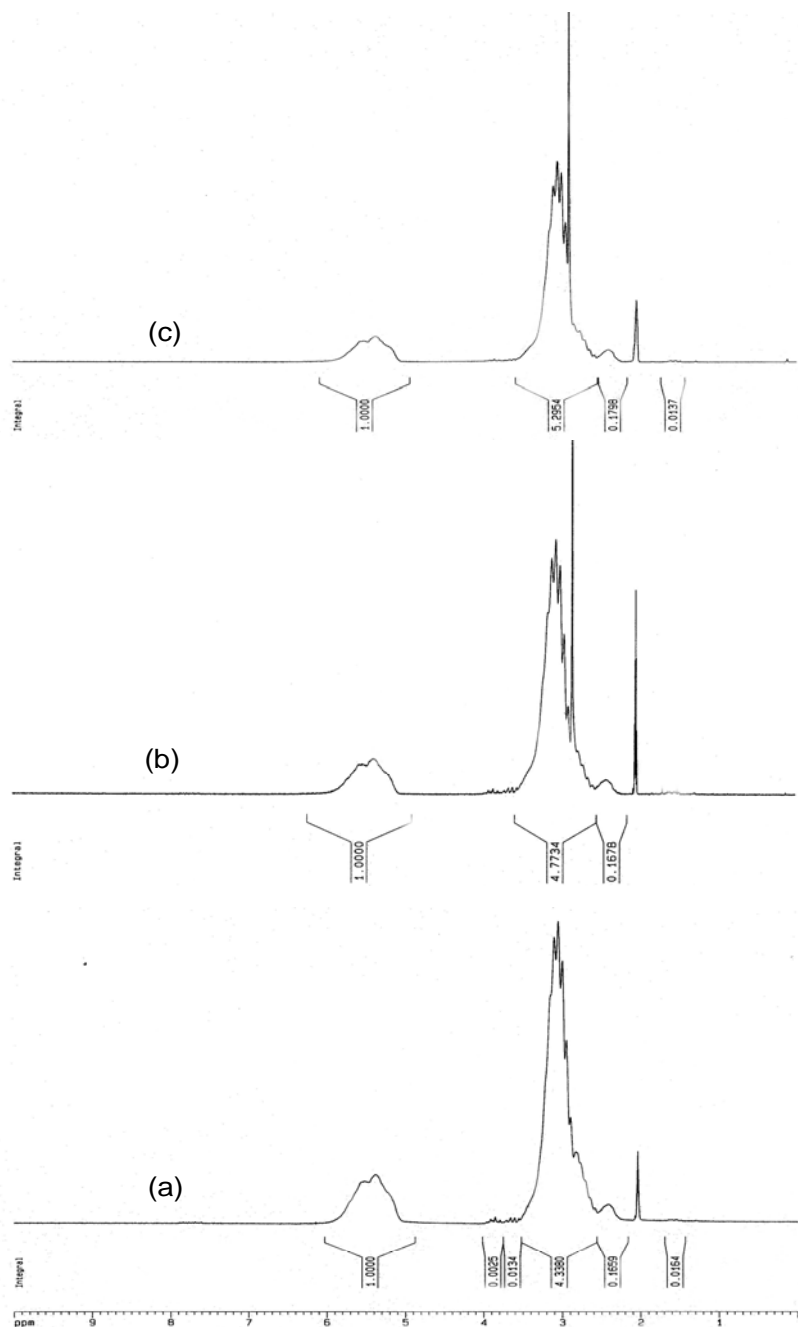 (c)
Integral
1.0000
5.2954
0.1798
0.0137
(b)
Integral
1.0000
4.7734
0.1678
(a)
Integral
1.0000
0.0025
0.0134
4.3380
0.1659
0.0164
ppm 9 8 7 6 5 4 3 2 1